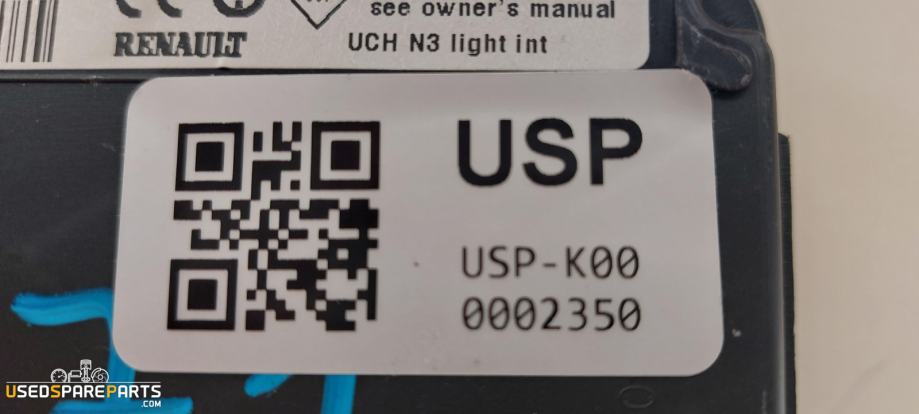 see owner's manual
RENAULT
UCH N3 light int
USP
USP-K00
0002350
USEDSPAREPARTS
.COM